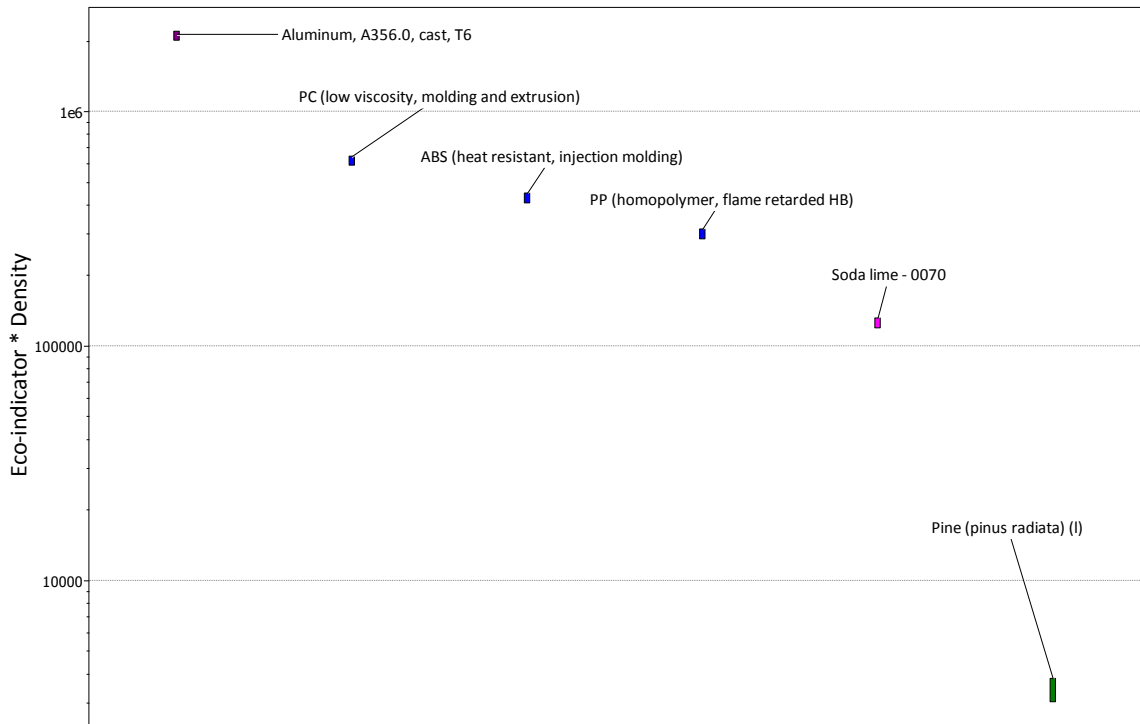 Aluminum, A356.0, cast, T6
PC (low viscosity, molding and extrusion)
1e6
ABS (heat resistant, injection molding)
PP (homopolymer, flame retarded HB)
Soda lime - 0070
Eco-indicator * Density
100000
Pine (pinus radiata) (l)
10000